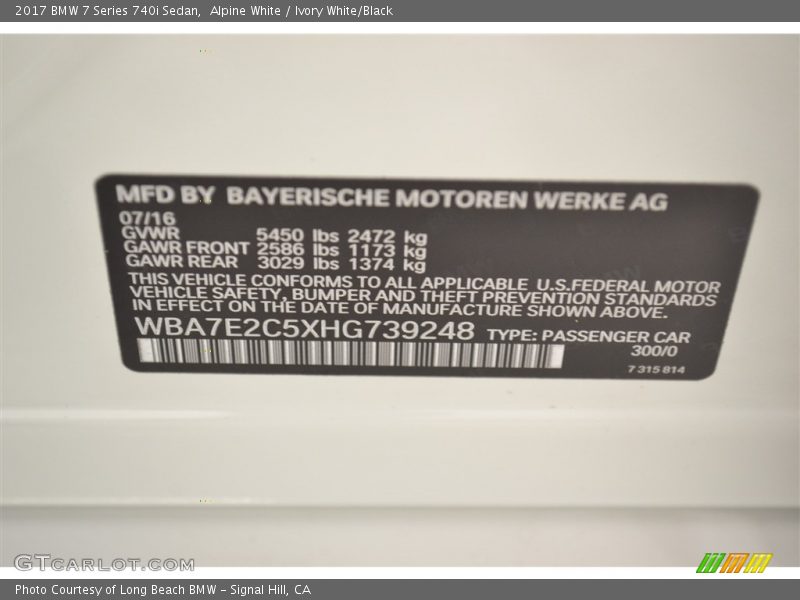 2017 BMW 7 Series 740i Sedan,  Alpine White / Ivory White/Black
MFD BY BAYERISCHE MOTOREN WERKE AG
07/16
GVWR 5450 lbs 2472 kg
GAWR FRONT 2586 lbs 1173 kg
GAWR REAR 3029 lbs 1374 kg
THIS VEHICLE CONFORMS TO ALL APPLICABLE U.S.FEDERAL MOTOR
VEHICLE SAFETY, BUMPER AND THEFT PREVENTION STANDARDS
IN EFFECT ON THE DATE OF MANUFACTURE SHOWN ABOVE.
WBA7E2C5XHG739248 TYPE: PASSENGER CAR
300/0
7 315 814
GTCARLOT.COM
Photo Courtesy of Long Beach BMW – Signal Hill, CA